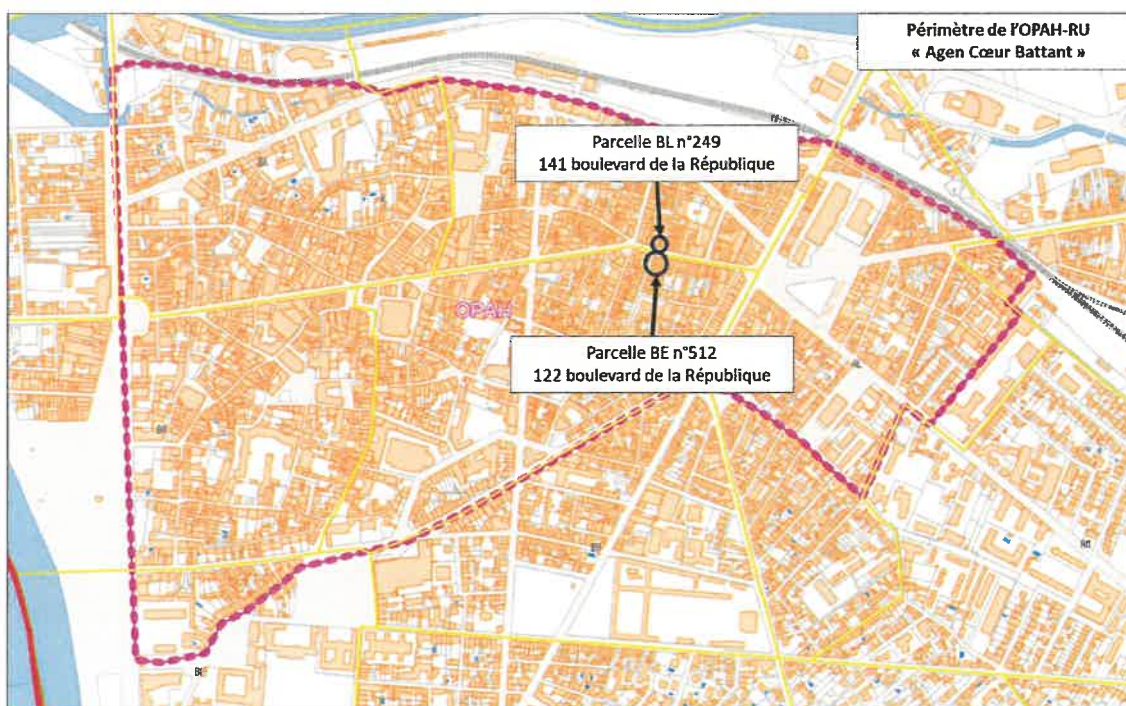 Périmètre de l'OPAH-RU
« Agen Cœur Battant »
Parcelle BL n°249
141 boulevard de la République
OPAH
Parcelle BE n°512
122 boulevard de la République